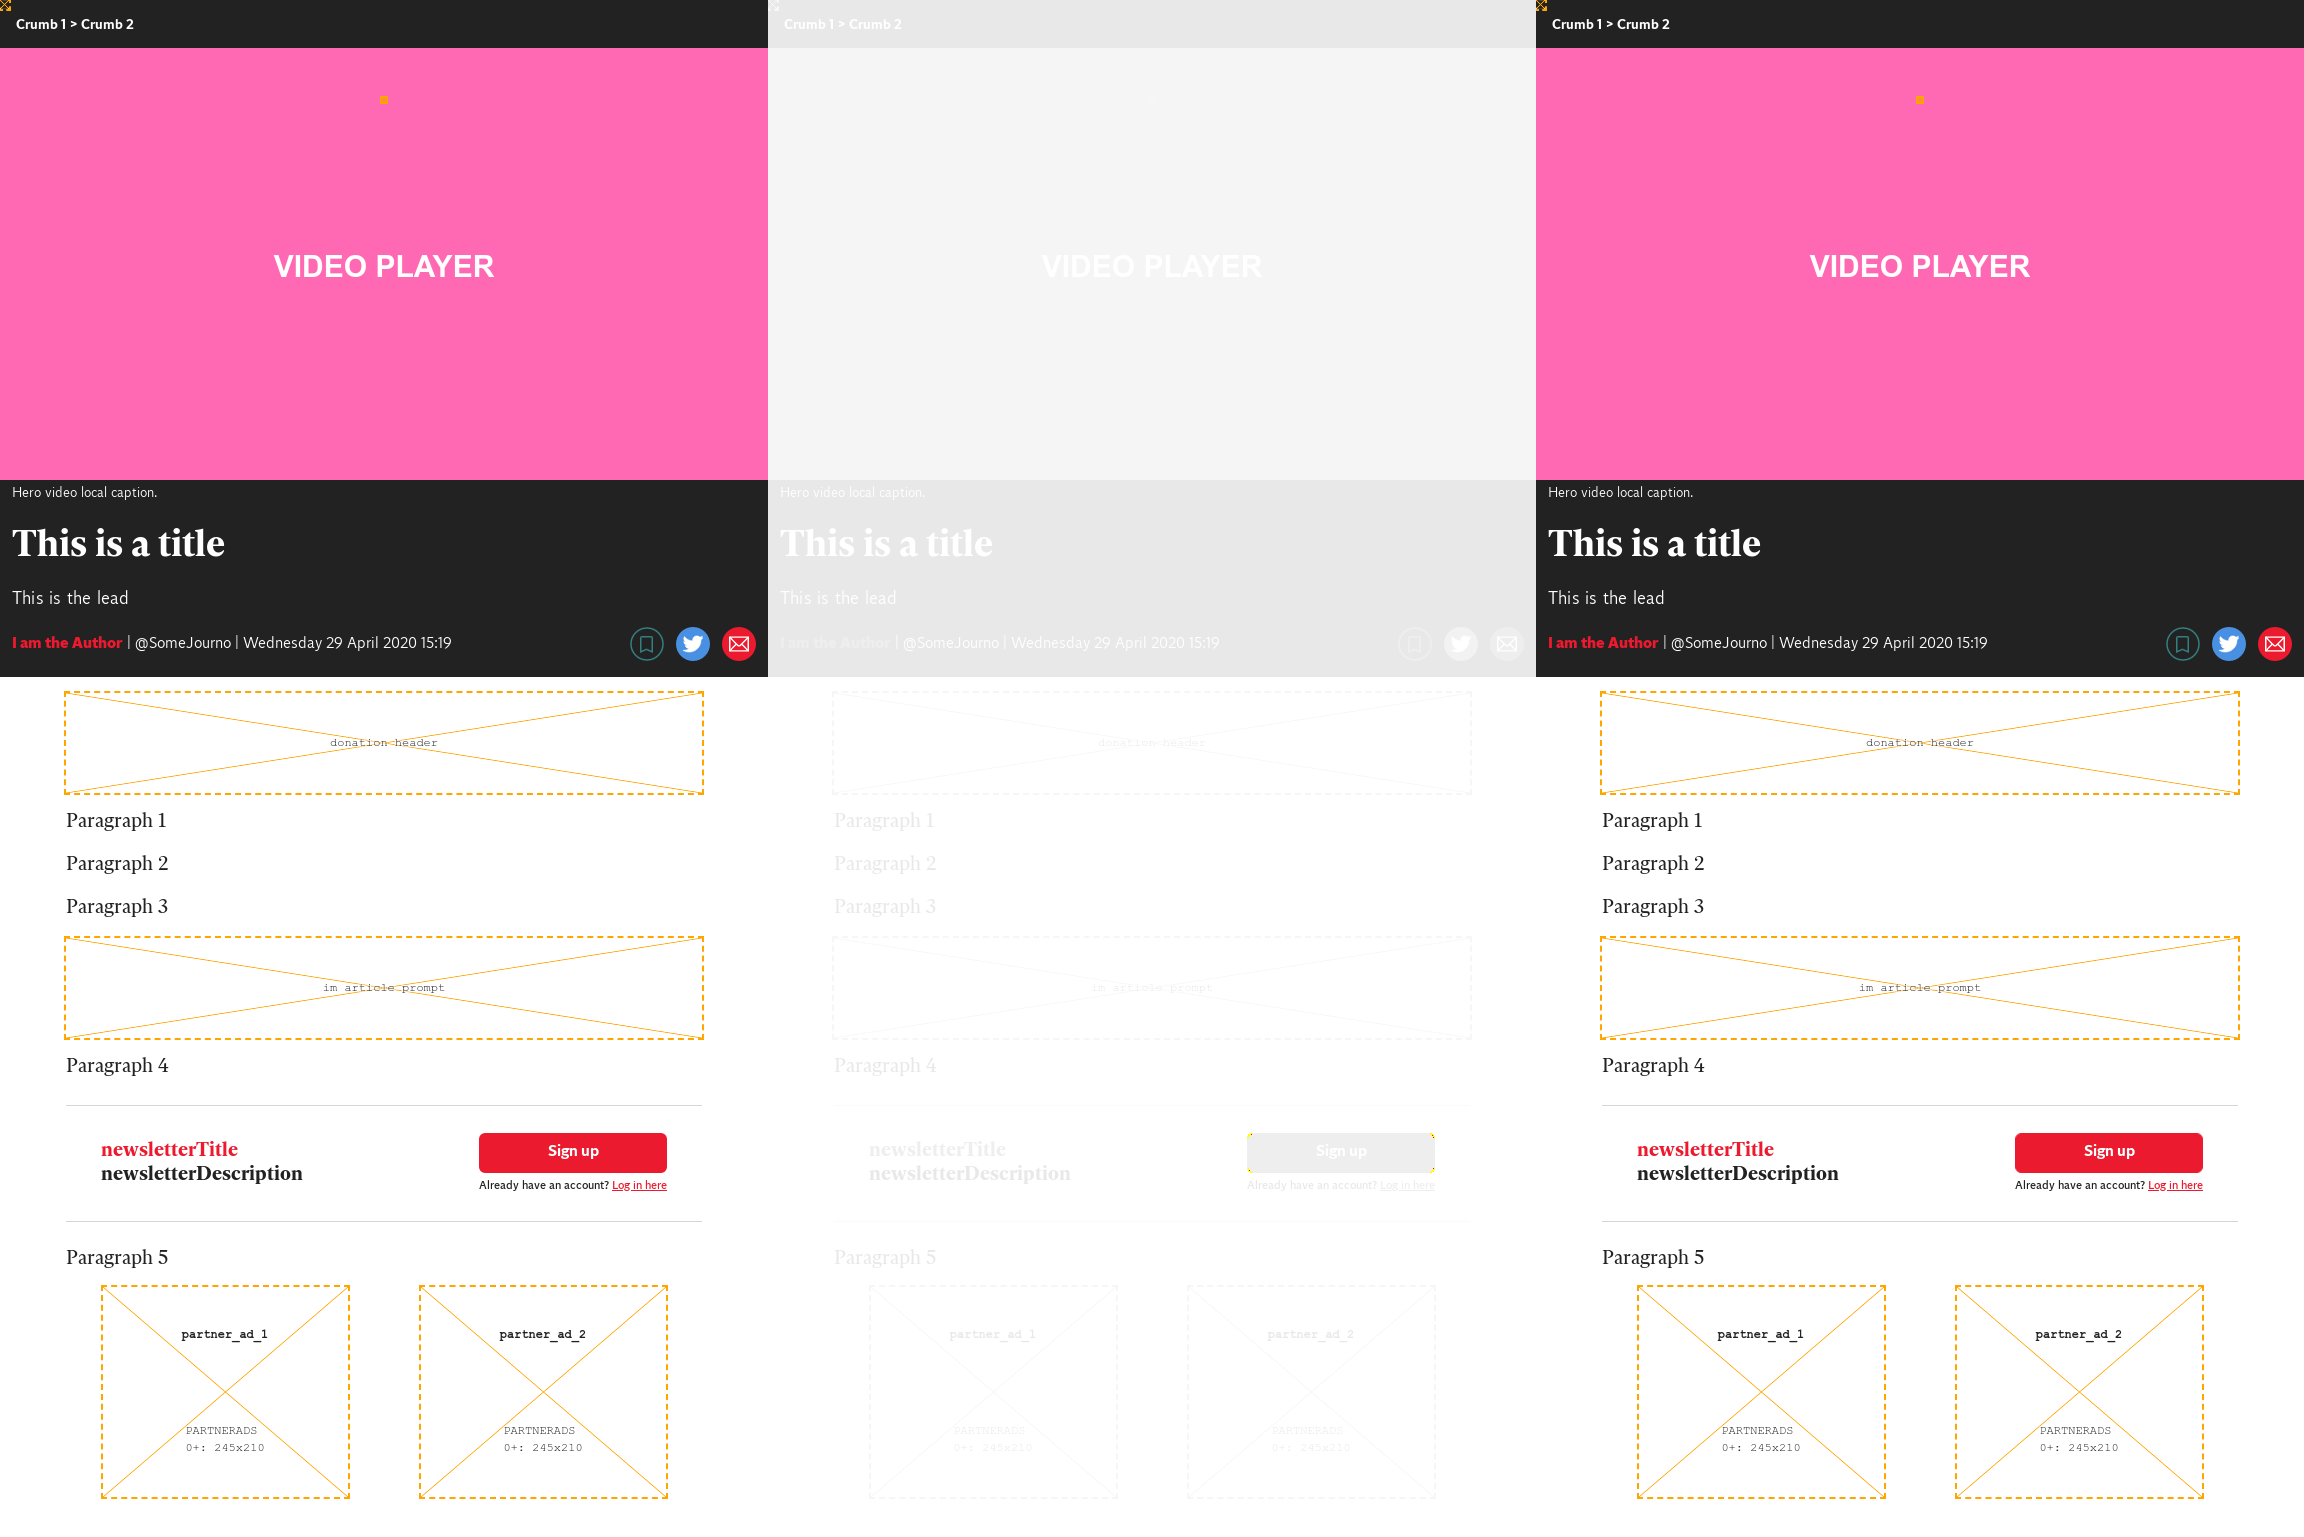 Crumb 1 > Crumb 2
VIDEO PLAYER
Hero video local caption.
This is a title
This is the lead
I am the Author | @SomeJourno | Wednesday 29 April 2020 15:19
donation header
Paragraph 1
Paragraph 2
Paragraph 3
im article prompt
Paragraph 4
newsletterTitle
newsletterDescription
Sign up
Already have an account? Log in here
Paragraph 5
partner_ad_1
PARTNERADS
0+: 245x210
partner_ad_2
PARTNERADS
0+: 245x210
Crumb 1 > Crumb 2
VIDEO PLAYER
Hero video local caption.
This is a title
This is the lead
I am the Author | @SomeJourno | Wednesday 29 April 2020 15:19
donation header
Paragraph 1
Paragraph 2
Paragraph 3
im article prompt
Paragraph 4
newsletterTitle
newsletterDescription
Sign up
Already have an account? Log in here
Paragraph 5
partner_ad_1
PARTNERADS
0+: 245x210
partner_ad_2
PARTNERADS
0+: 245x210
Crumb 1 > Crumb 2
VIDEO PLAYER
Hero video local caption.
This is a title
This is the lead
I am the Author | @SomeJourno | Wednesday 29 April 2020 15:19
donation header
Paragraph 1
Paragraph 2
Paragraph 3
im article prompt
Paragraph 4
newsletterTitle
newsletterDescription
Sign up
Already have an account? Log in here
Paragraph 5
partner_ad_1
PARTNERADS
0+: 245x210
partner_ad_2
PARTNERADS
0+: 245x210